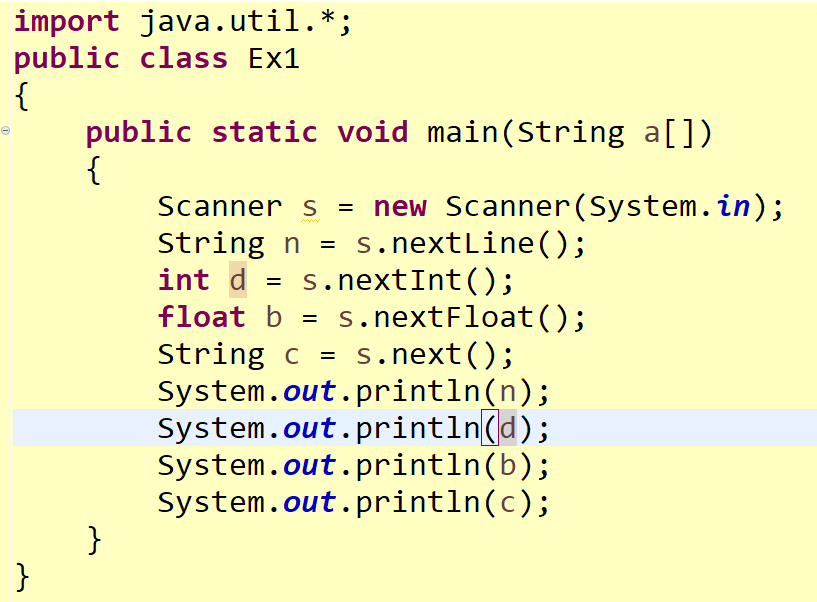 import java.util.*;
public class Ex1
{
    public static void main(String a[])
    {
        Scanner s = new Scanner(System.in);
        String n = s.nextLine();
        int d = s.nextInt();
        float b = s.nextFloat();
        String c = s.next();
        System.out.println(n);
        System.out.println(d);
        System.out.println(b);
        System.out.println(c);
    }
}